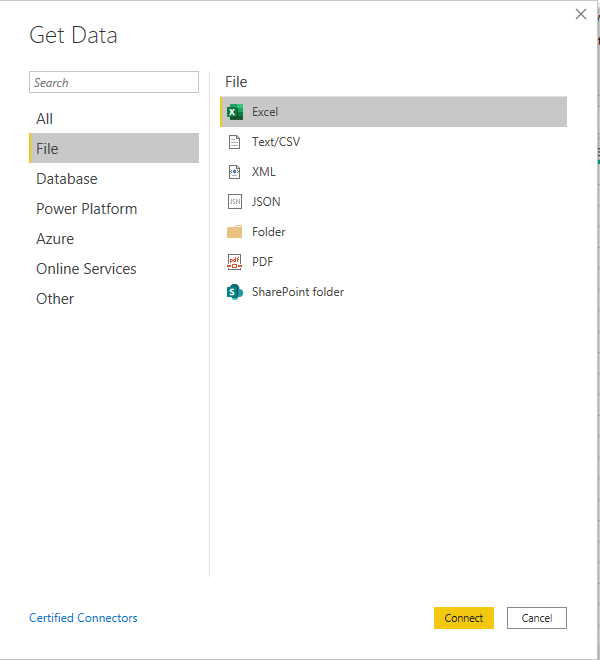 Get Data
Search
All
File
Database
Power Platform
Azure
Online Services
Other
File
Excel
Text/CSV
XML
JSON
Folder
PDF
SharePoint folder
Certified Connectors
Connect
Cancel